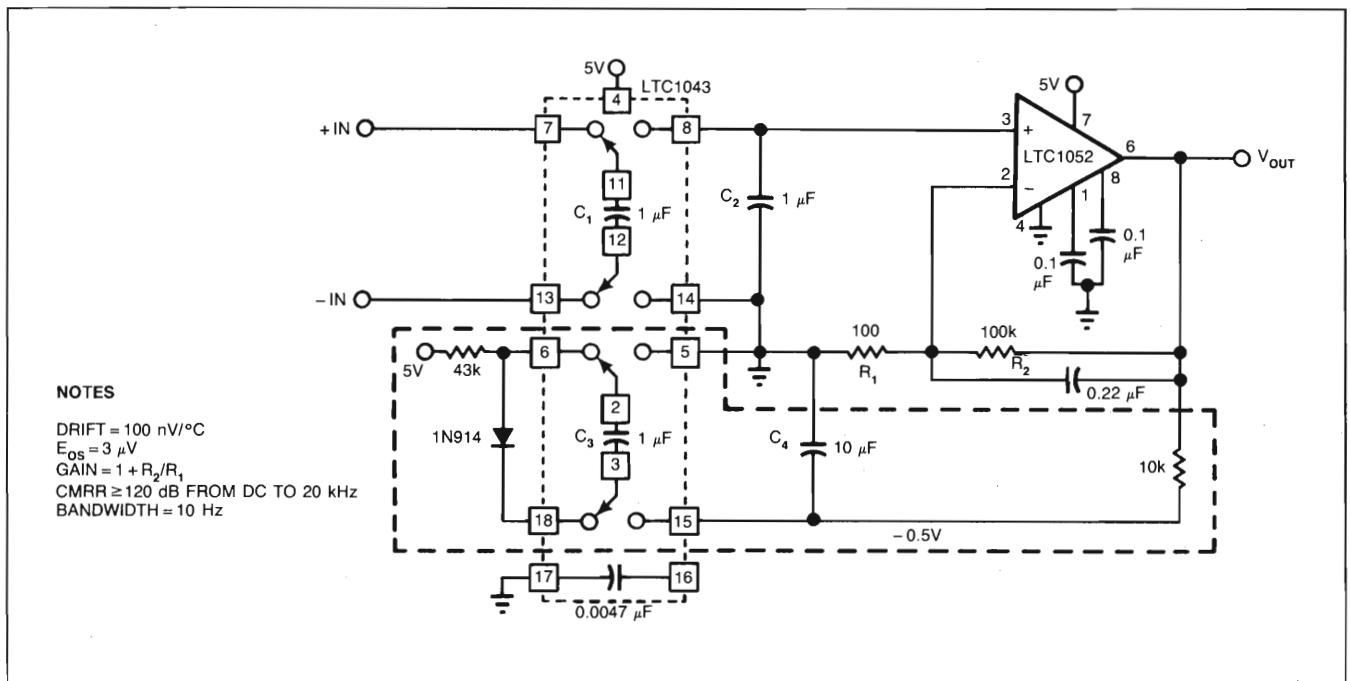 5V
LTC1043
4
5V
+ IN
7
8
3
+
7
LTC1052
6
V_OUT
2
−
1
8
4
11
C₁
1 µF
12
C₂
1 µF
0.1 µF
0.1 µF
− IN
13
14
5V
43k
6
5
100
R₁
100k
R₂
0.22 µF
NOTES
DRIFT = 100 nV/°C
E_OS = 3 µV
GAIN = 1 + R₂/R₁
CMRR ≥ 120 dB FROM DC TO 20 kHz
BANDWIDTH = 10 Hz
1N914
2
C₃
1 µF
3
C₄
10 µF
10k
18
15
− 0.5V
17
16
0.0047 µF